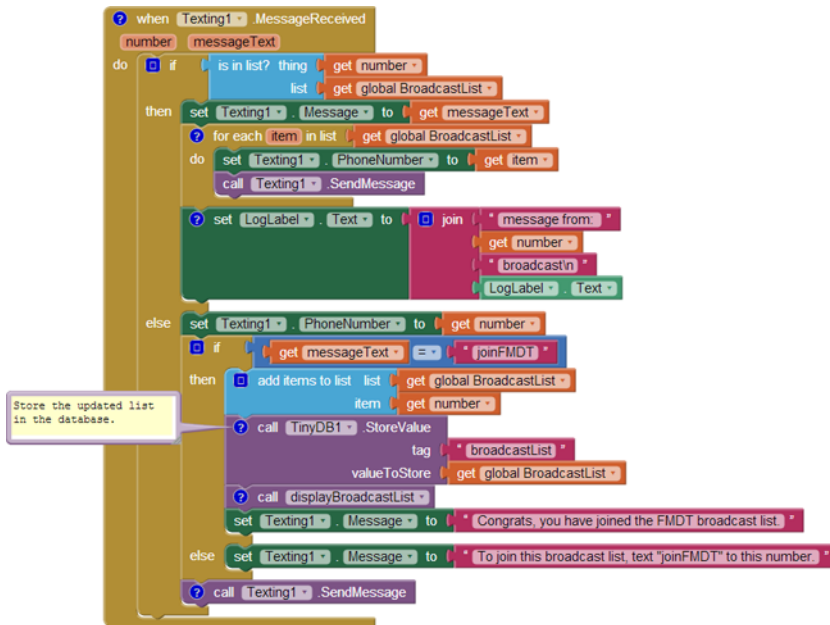 when Texting1 .MessageReceived
number messageText
do if is in list? thing get number
list get global BroadcastList
then set Texting1 . Message to get messageText
for each item in list get global BroadcastList
do set Texting1 . PhoneNumber to get item
call Texting1 .SendMessage
set LogLabel . Text to join " message from: "
get number
" broadcast\n "
LogLabel . Text
else set Texting1 . PhoneNumber to get number
if get messageText = " joinFMDT "
then add items to list list get global BroadcastList
item get number
Store the updated list
in the database.
call TinyDB1 .StoreValue
tag " broadcastList "
valueToStore get global BroadcastList
call displayBroadcastList
set Texting1 . Message to " Congrats, you have joined the FMDT broadcast list. "
else set Texting1 . Message to " To join this broadcast list, text "joinFMDT" to this number. "
call Texting1 .SendMessage